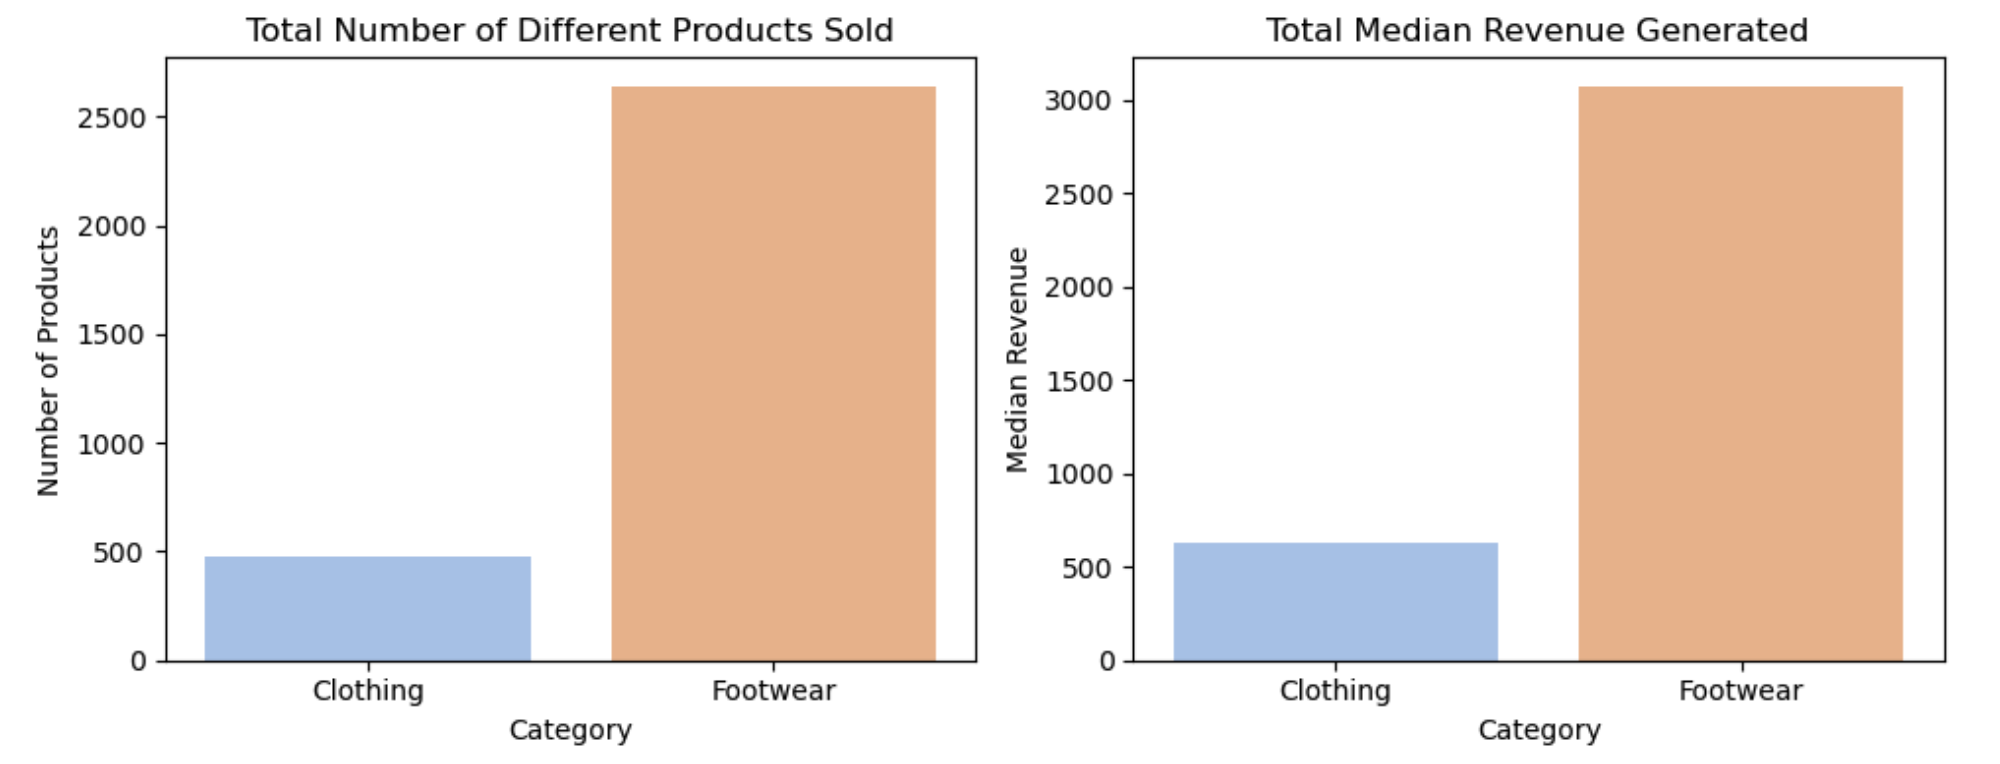 Total Number of Different Products Sold
Number of Products
2500
2000
1500
1000
500
0
Clothing
Footwear
Category
Total Median Revenue Generated
Median Revenue
3000
2500
2000
1500
1000
500
0
Clothing
Footwear
Category